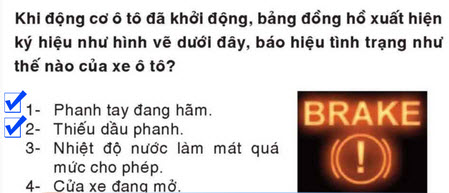 Khi động cơ ô tô đã khởi động, bảng đồng hồ xuất hiện
ký hiệu như hình vẽ dưới đây, báo hiệu tình trạng như
thế nào của xe ô tô?
1- Phanh tay đang hãm.
2- Thiếu dầu phanh.
3- Nhiệt độ nước làm mát quá
mức cho phép.
4- Cửa xe đang mở.
BRAKE
(!)